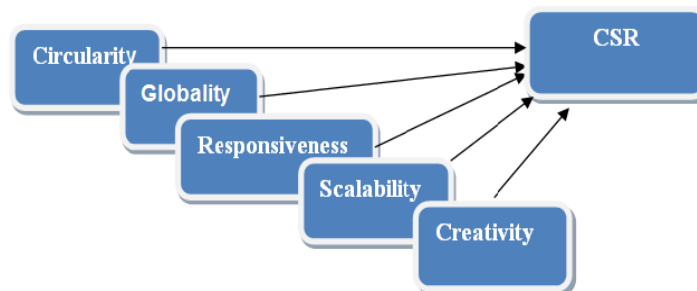 Circularity
CSR
Globality
Responsiveness
Scalability
Creativity